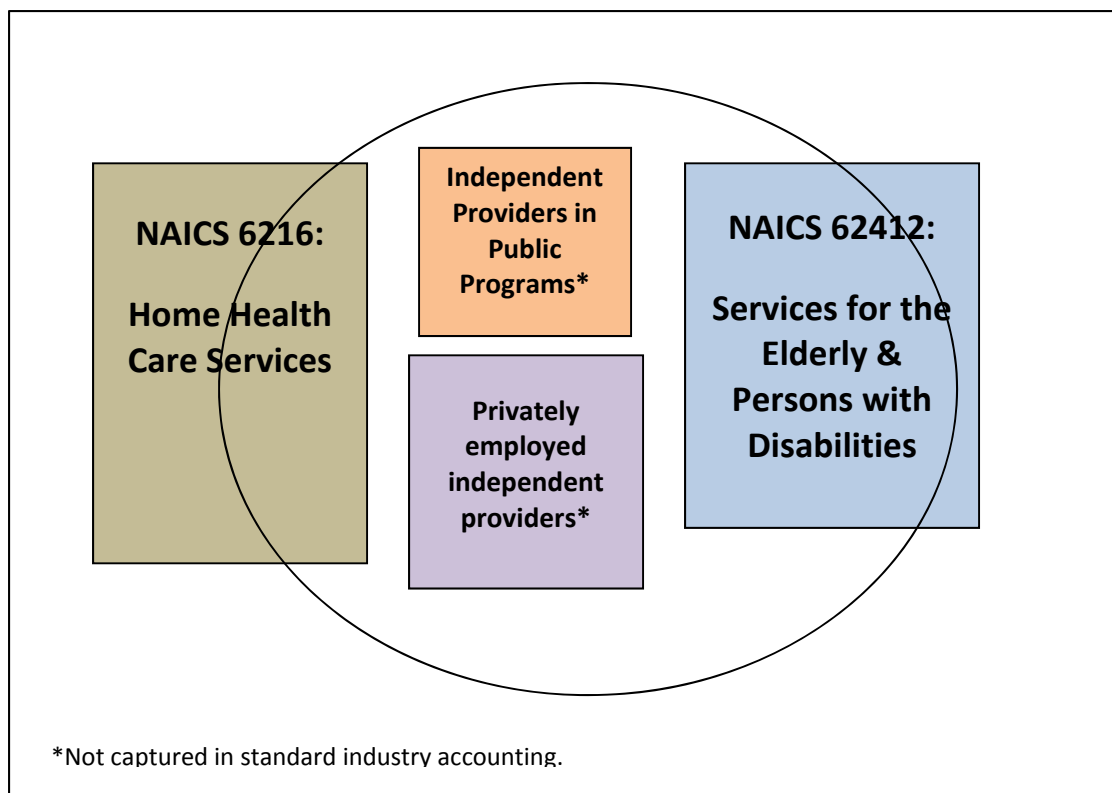 NAICS 6216:
Home Health
Care Services
Independent
Providers in
Public
Programs*
Privately
employed
independent
providers*
NAICS 62412:
Services for the
Elderly &
Persons with
Disabilities
*Not captured in standard industry accounting.